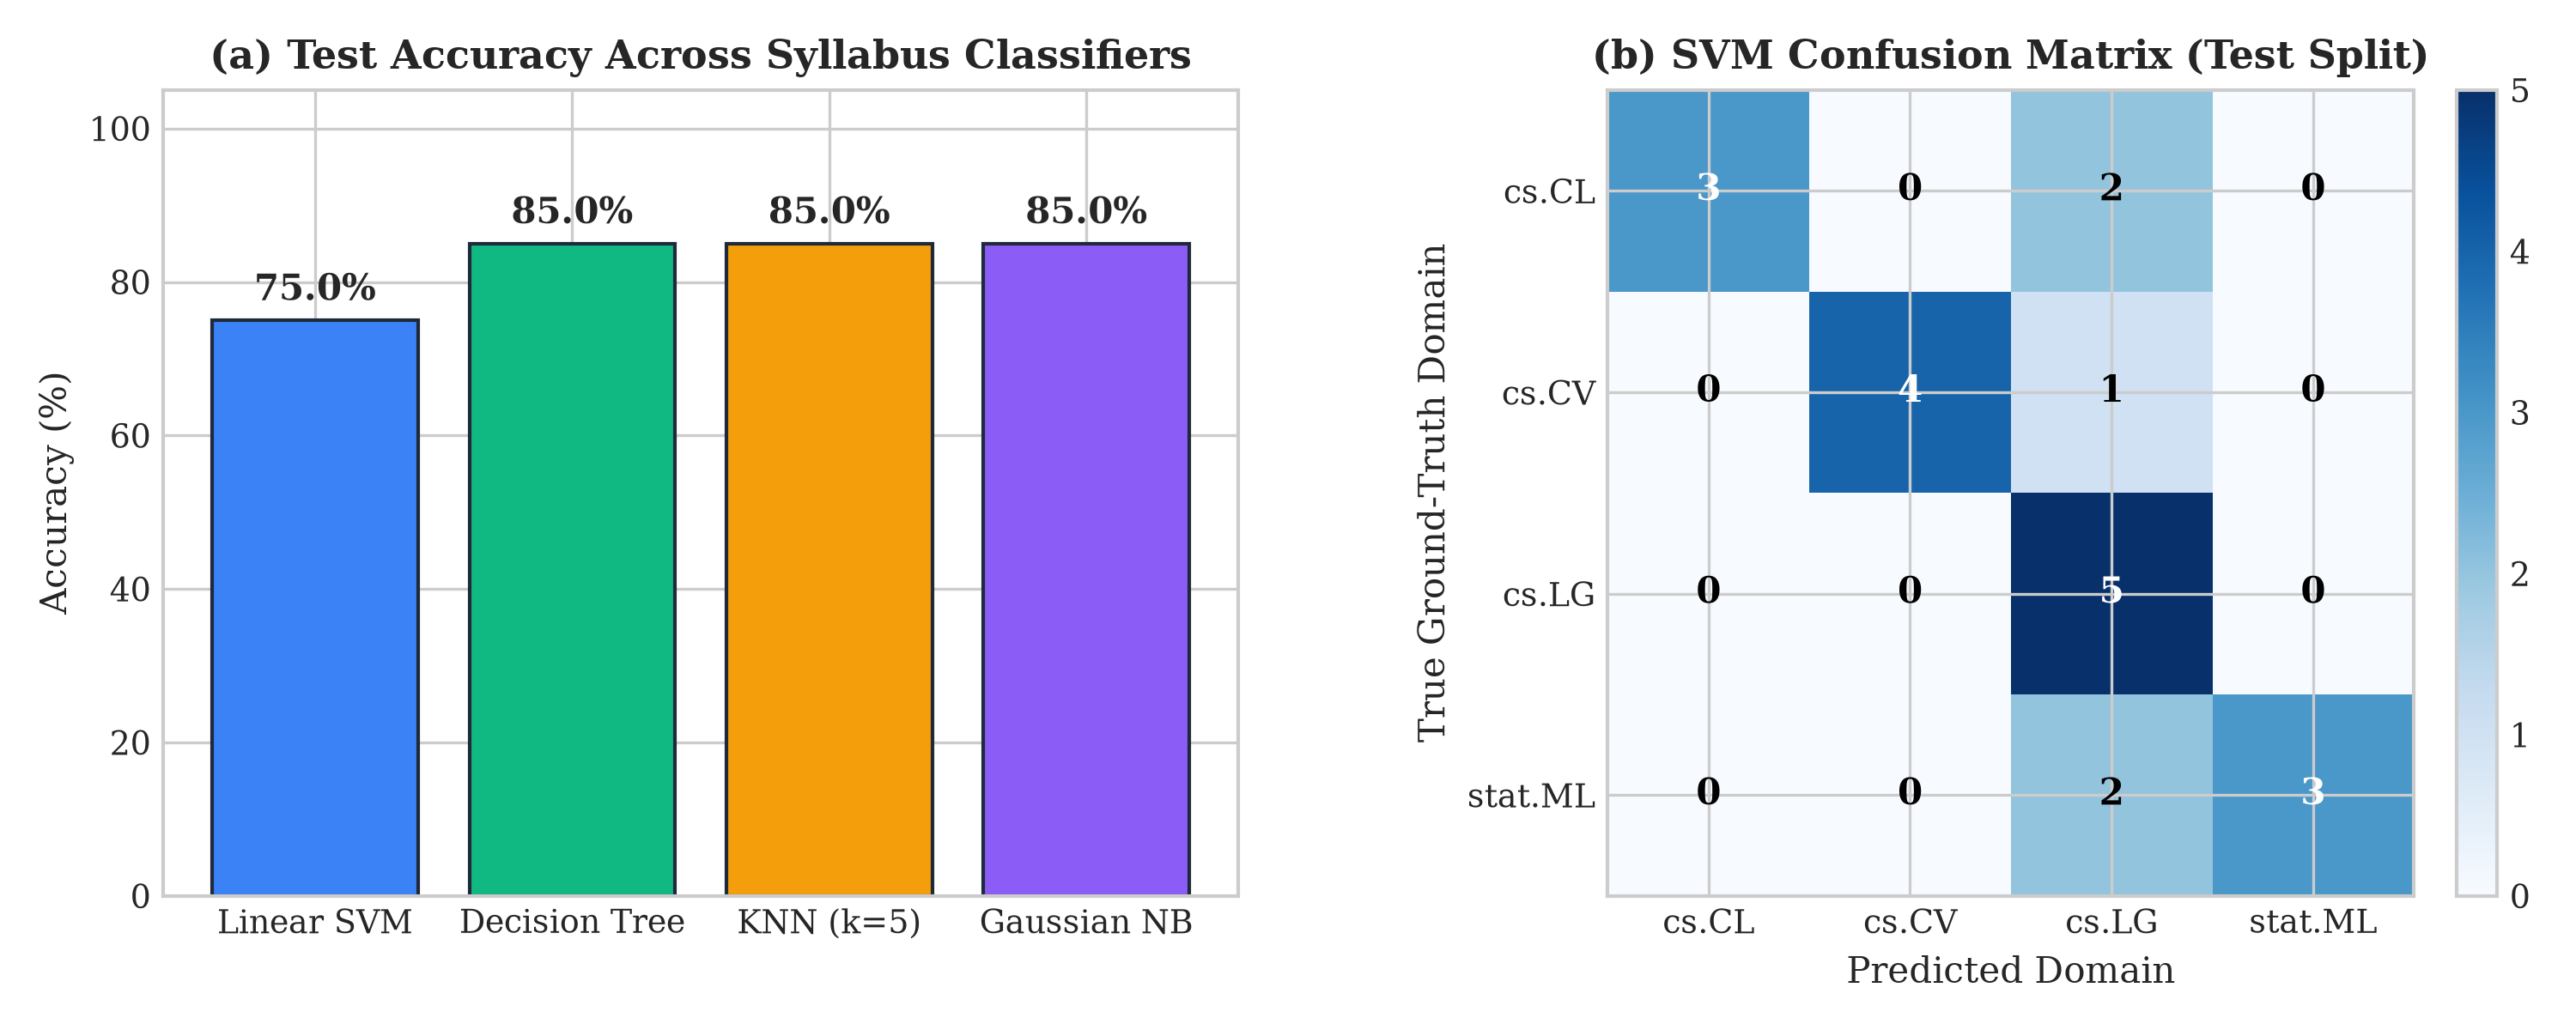 (a) Test Accuracy Across Syllabus Classifiers
Accuracy (%)
100
80
60
40
20
0
75.0%
85.0%
85.0%
85.0%
Linear SVM
Decision Tree
KNN (k=5)
Gaussian NB
(b) SVM Confusion Matrix (Test Split)
True Ground-Truth Domain
cs.CL
3 0 2 0
cs.CV
0 4 1 0
cs.LG
0 0 5 0
stat.ML
0 0 2 3
cs.CL
cs.CV
cs.LG
stat.ML
Predicted Domain
5
4
3
2
1
0